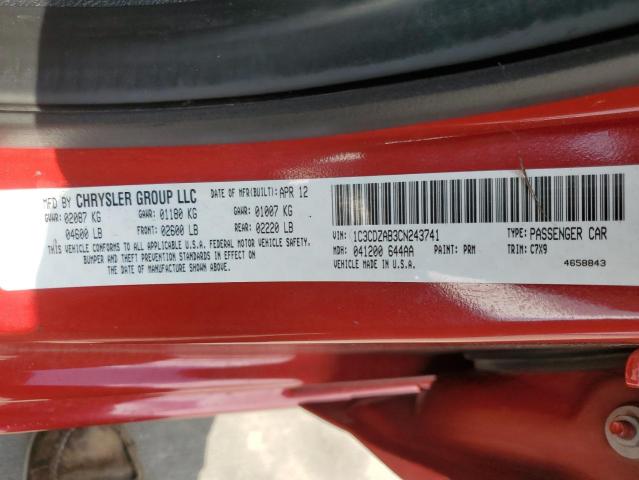 MFD BY CHRYSLER GROUP LLC DATE OF MFR(BUILT): APR 12
GVWR: 02087 KG GAWR: 01180 KG GAWR: 01007 KG
04600 LB FRONT: 02600 LB REAR: 02220 LB
THIS VEHICLE CONFORMS TO ALL APPLICABLE U.S.A. FEDERAL MOTOR VEHICLE SAFETY,
BUMPER AND THEFT PREVENTION STANDARDS IN EFFECT ON
THE DATE OF MANUFACTURE SHOWN ABOVE.
VIN: 1C3CDZAB3CN243741 TYPE: PASSENGER CAR
MDH: 041200 644AA PAINT: PRM TRIM: C7X9
VEHICLE MADE IN U.S.A. 4658843